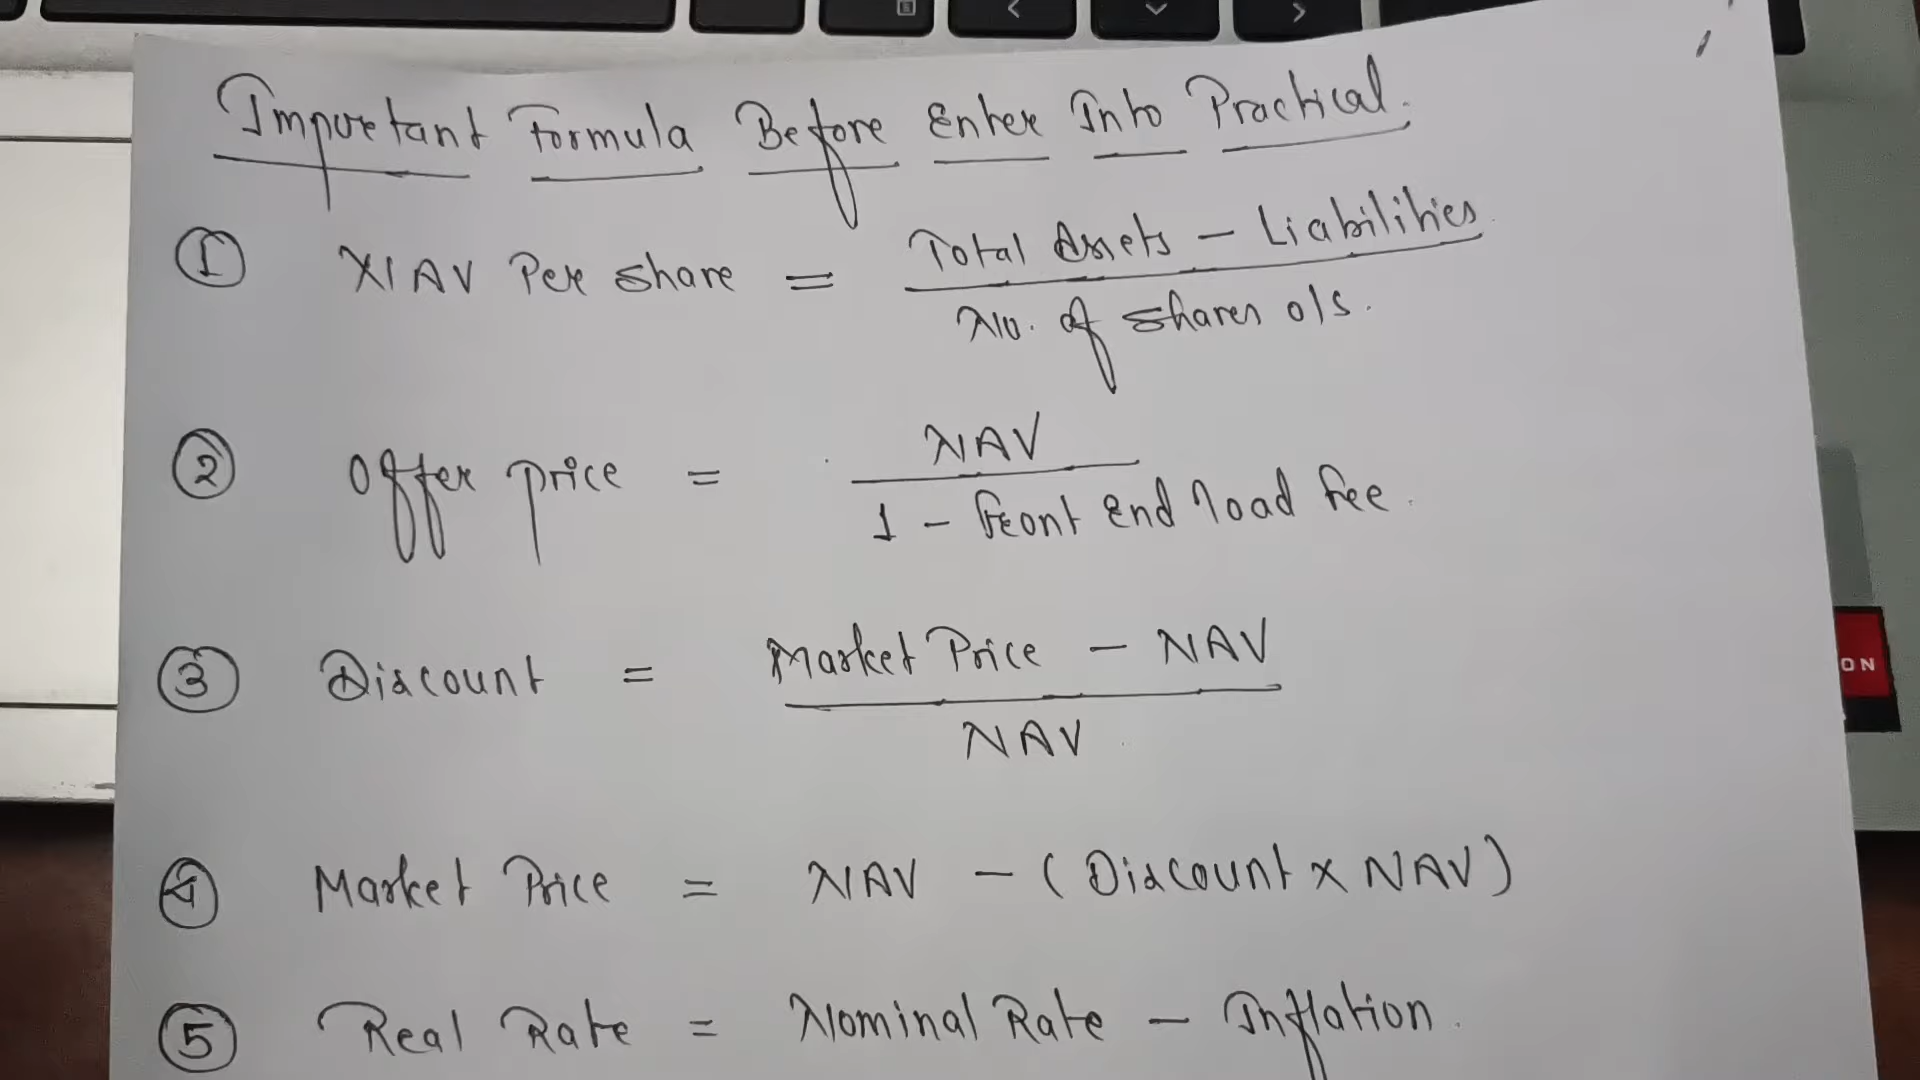 Important Formula Before Enter Into Practical.
1 NAV Per share = Total Assets - Liabilities
No. of shares o/s.
2 Offer price = NAV
1 - Front End load fee.
3 Discount = Market Price - NAV
NAV
4 Market Price = NAV - (Discount x NAV)
5 Real Rate = Nominal Rate - Inflation.
ON